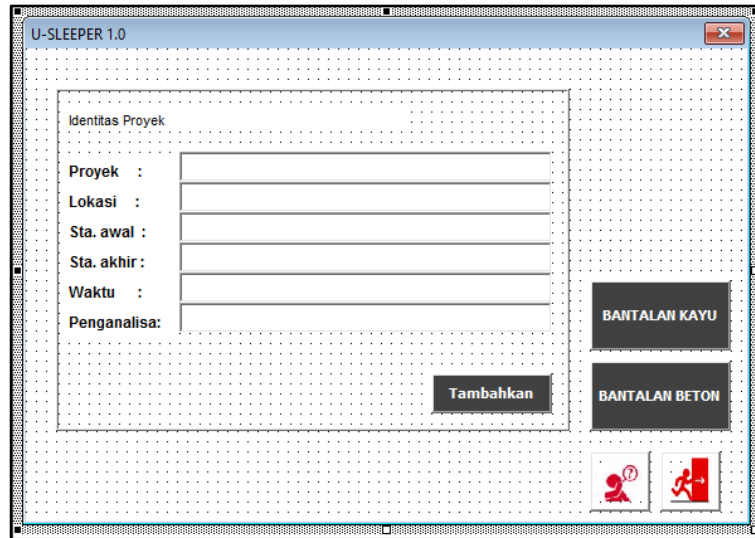 U-SLEEPER 1.0
Identitas Proyek
Proyek :
Lokasi :
Sta. awal :
Sta. akhir :
Waktu :
Penganalisa:
Tambahkan
BANTALAN KAYU
BANTALAN BETON
?